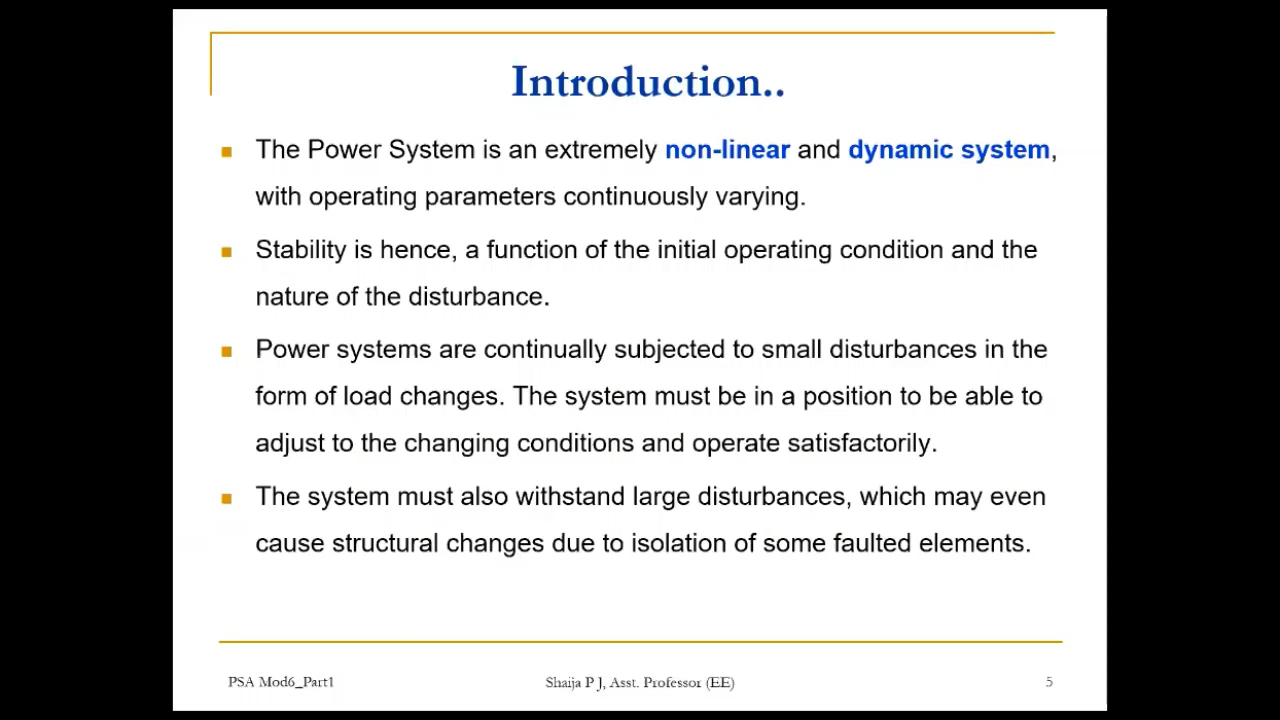 Introduction..
The Power System is an extremely non-linear and dynamic system,
with operating parameters continuously varying.
Stability is hence, a function of the initial operating condition and the
nature of the disturbance.
Power systems are continually subjected to small disturbances in the
form of load changes. The system must be in a position to be able to
adjust to the changing conditions and operate satisfactorily.
The system must also withstand large disturbances, which may even
cause structural changes due to isolation of some faulted elements.
PSA Mod6_Part1
Shaija P J, Asst. Professor (EE)
5